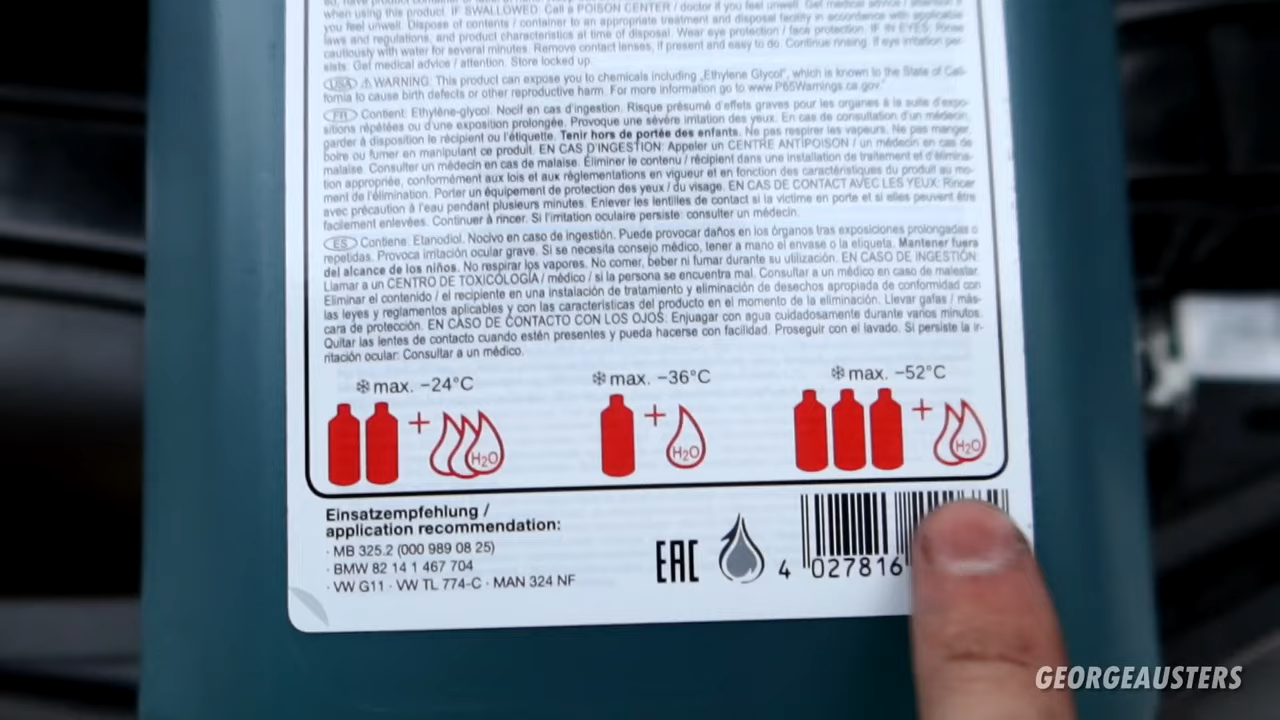 when using this product. IF SWALLOWED: Call a POISON CENTER / doctor if you feel unwell. Get medical advice / attention if
you feel unwell. Dispose of contents / container to an appropriate treatment and disposal facility in accordance with applicable
laws and regulations, and product characteristics at time of disposal. Wear eye protection / face protection. IF IN EYES: Rinse
cautiously with water for several minutes. Remove contact lenses, if present and easy to do. Continue rinsing. If eye irritation per-
sists: Get medical advice / attention. Store locked up.
USA ⚠ WARNING: This product can expose you to chemicals including „Ethylene Glycol", which is known to the State of Cali-
fornia to cause birth defects or other reproductive harm. For more information go to www.P65Warnings.ca.gov."
FR Contient: Ethylène-glycol. Nocif en cas d'ingestion. Risque présumé d'effets graves pour les organes à la suite d'expo-
sitions répétées ou d'une exposition prolongée. Provoque une sévère irritation des yeux. En cas de consultation d'un médecin,
garder à disposition le récipient ou l'étiquette. Tenir hors de portée des enfants. Ne pas respirer les vapeurs. Ne pas manger,
boire ou fumer en manipulant ce produit. EN CAS D'INGESTION: Appeler un CENTRE ANTIPOISON / un médecin en cas de
malaise. Consulter un médecin en cas de malaise. Éliminer le contenu / récipient dans une installation de traitement et d'élimina-
tion appropriée, conformément aux lois et aux réglementations en vigueur et en fonction des caractéristiques du produit au mo-
ment de l'élimination. Porter un équipement de protection des yeux / du visage. EN CAS DE CONTACT AVEC LES YEUX: Rincer
avec précaution à l'eau pendant plusieurs minutes. Enlever les lentilles de contact si la victime en porte et si elles peuvent être
facilement enlevées. Continuer à rincer. Si l'irritation oculaire persiste: consulter un médecin.
ES Contiene: Etanodiol. Nocivo en caso de ingestión. Puede provocar daños en los órganos tras exposiciones prolongadas o
repetidas. Provoca irritación ocular grave. Si se necesita consejo médico, tener a mano el envase o la etiqueta. Mantener fuera
del alcance de los niños. No respirar los vapores. No comer, beber ni fumar durante su utilización. EN CASO DE INGESTIÓN:
Llamar a un CENTRO DE TOXICOLOGÍA / médico / si la persona se encuentra mal. Consultar a un médico en caso de malestar.
Eliminar el contenido / el recipiente en una instalación de tratamiento y eliminación de desechos apropiada de conformidad con
las leyes y reglamentos aplicables y con las características del producto en el momento de la eliminación. Llevar gafas / más-
cara de protección. EN CASO DE CONTACTO CON LOS OJOS: Enjuagar con agua cuidadosamente durante varios minutos.
Quitar las lentes de contacto cuando estén presentes y pueda hacerse con facilidad. Proseguir con el lavado. Si persiste la ir-
ritación ocular: Consultar a un médico.
❄ max. −24°C ❄ max. −36°C ❄ max. −52°C
+ H₂O + H₂O + H₂O
Einsatzempfehlung /
application recommendation:
· MB 325.2 (000 989 08 25)
· BMW 82 14 1 467 704
· VW G11 · VW TL 774-C · MAN 324 NF
EAC
4 027816
GEORGEAUSTERS